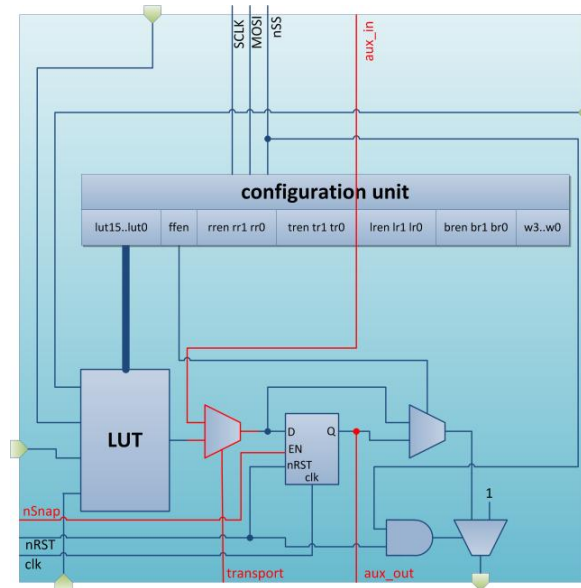 SCLK
MOSI
nSS
aux_in
configuration unit
lut15..lut0 ffen rren rr1 rr0 tren tr1 tr0 lren lr1 lr0 bren br1 br0 w3..w0
LUT
D Q
EN
nRST
clk
1
nSnap
nRST
clk
transport
aux_out